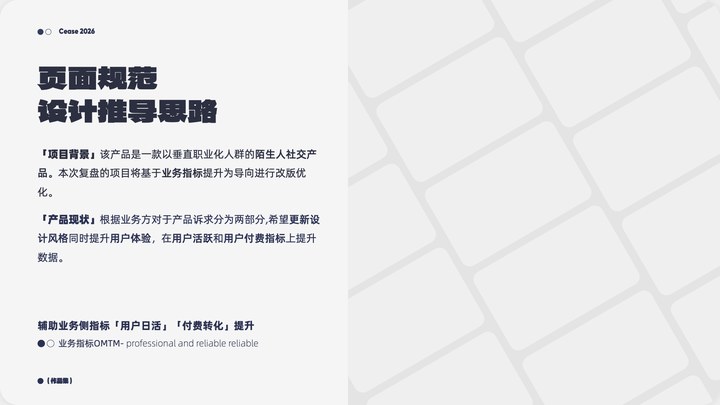 Cease 2026
页面规范
设计推导思路
「项目背景」该产品是一款以垂直职业化人群的陌生人社交产
品。本次复盘的项目将基于业务指标提升为导向进行改版优
化。
「产品现状」根据业务方对于产品诉求分为两部分,希望更新设
计风格同时提升用户体验，在用户活跃和用户付费指标上提升
数据。
辅助业务侧指标「用户日活」「付费转化」提升
业务指标OMTM- professional and reliable reliable
(作品集)